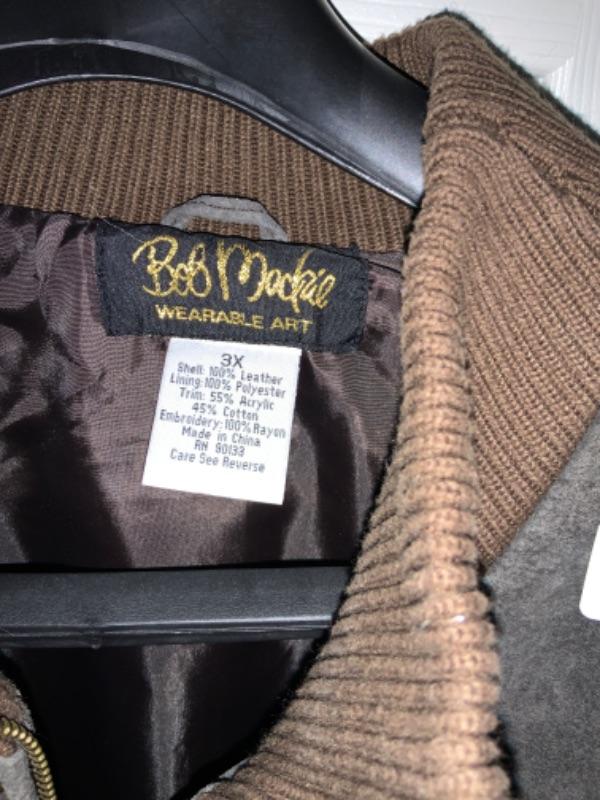 Bob Mackie
WEARABLE ART
3X
Shell: 100% Leather
Lining:100% Polyester
Trim: 55% Acrylic
45% Cotton
Embroidery:100%Rayon
Made in China
RN 90133
Care See Reverse